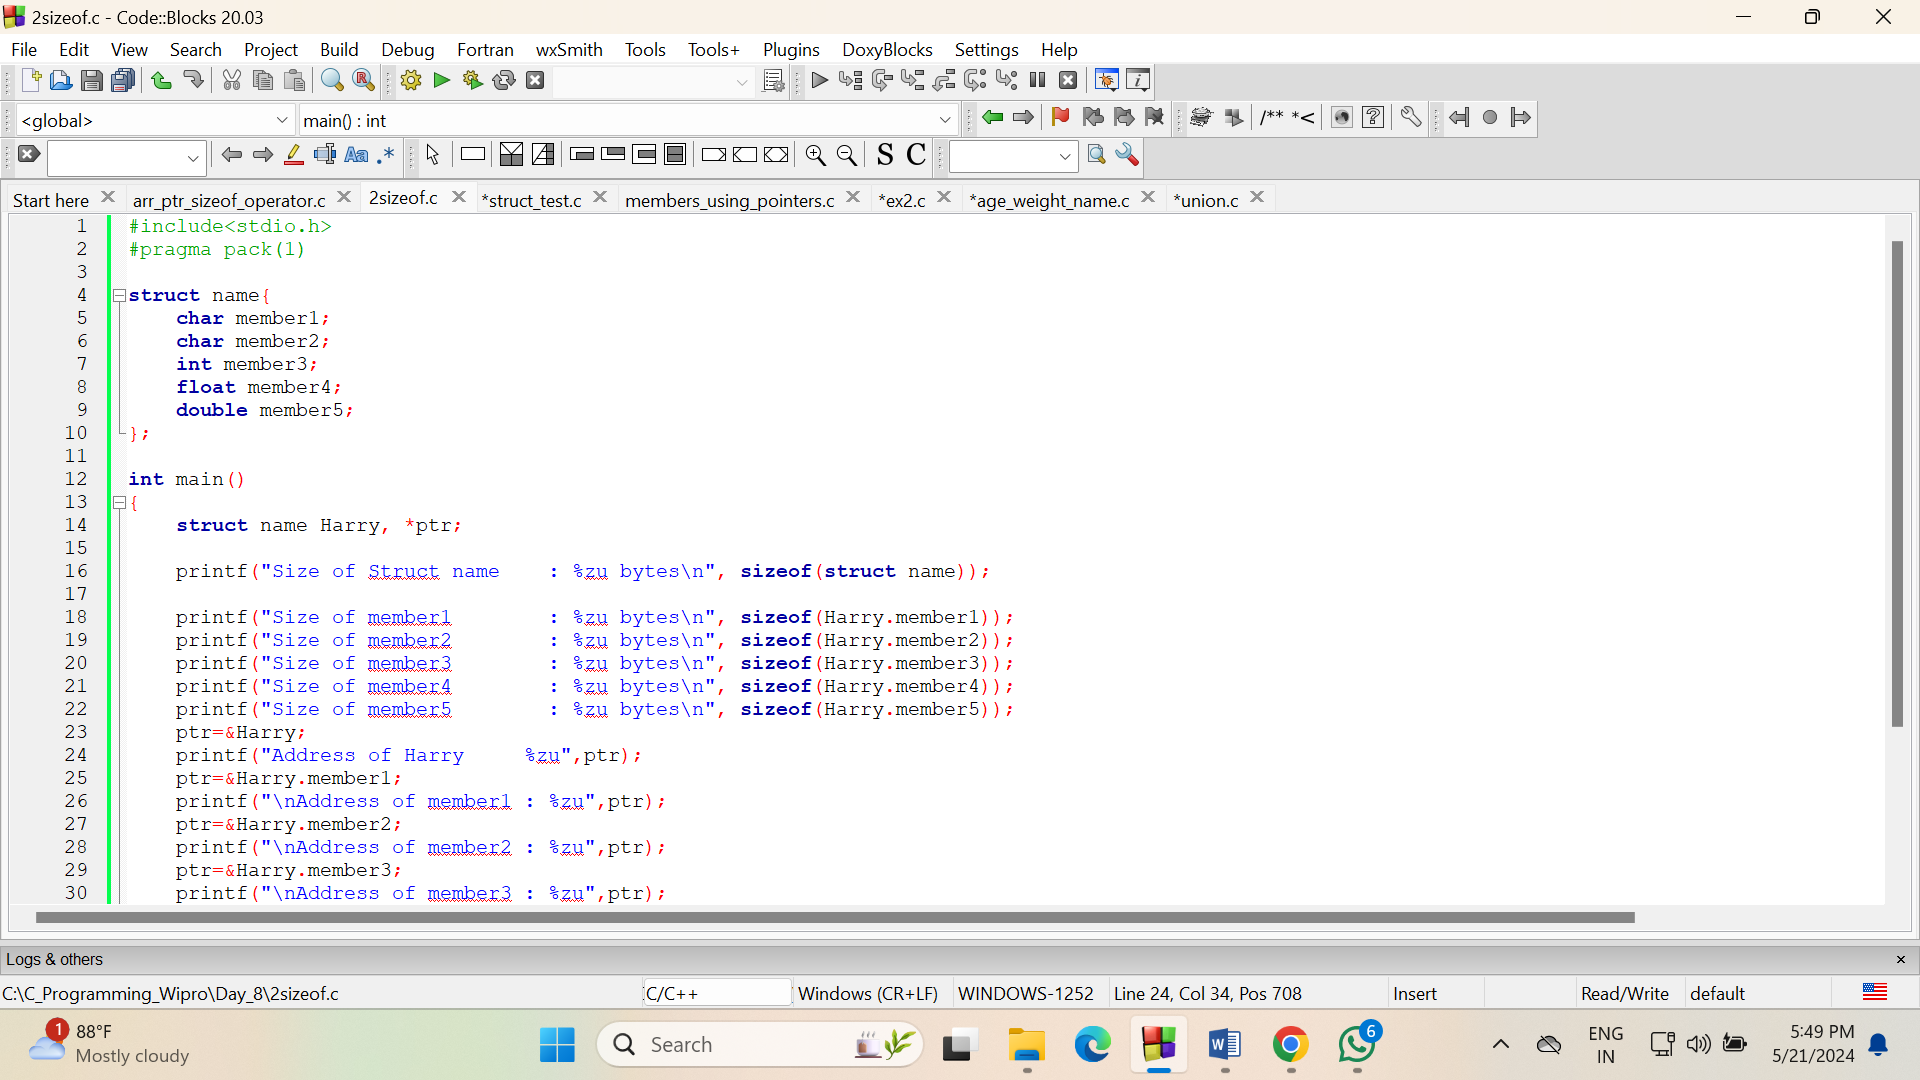 2sizeof.c - Code::Blocks 20.03
File Edit View Search Project Build Debug Fortran wxSmith Tools Tools+ Plugins DoxyBlocks Settings Help
<global> main() : int /** *<
Aa .* S C
Start here arr_ptr_sizeof_operator.c 2sizeof.c *struct_test.c members_using_pointers.c *ex2.c *age_weight_name.c *union.c
1 #include<stdio.h>
2 #pragma pack(1)
3
4 struct name{
5 char member1;
6 char member2;
7 int member3;
8 float member4;
9 double member5;
10 };
11
12 int main()
13 {
14 struct name Harry, *ptr;
15
16 printf("Size of Struct name    : %zu bytes\n", sizeof(struct name));
17
18 printf("Size of member1        : %zu bytes\n", sizeof(Harry.member1));
19 printf("Size of member2        : %zu bytes\n", sizeof(Harry.member2));
20 printf("Size of member3        : %zu bytes\n", sizeof(Harry.member3));
21 printf("Size of member4        : %zu bytes\n", sizeof(Harry.member4));
22 printf("Size of member5        : %zu bytes\n", sizeof(Harry.member5));
23 ptr=&Harry;
24 printf("Address of Harry     %zu",ptr);
25 ptr=&Harry.member1;
26 printf("\nAddress of member1 : %zu",ptr);
27 ptr=&Harry.member2;
28 printf("\nAddress of member2 : %zu",ptr);
29 ptr=&Harry.member3;
30 printf("\nAddress of member3 : %zu",ptr);
Logs & others
C:\C_Programming_Wipro\Day_8\2sizeof.c C/C++ Windows (CR+LF) WINDOWS-1252 Line 24, Col 34, Pos 708 Insert Read/Write default
1 88°F
Mostly cloudy
Search
6
ENG
IN
5:49 PM
5/21/2024